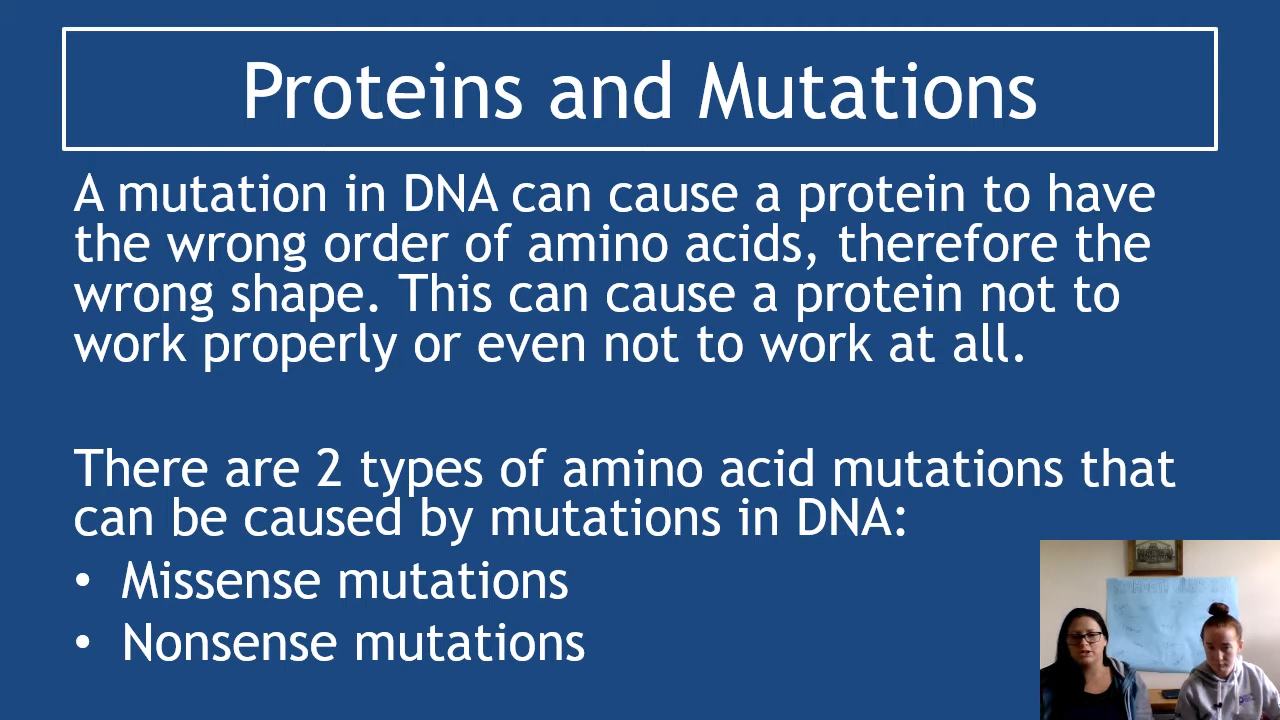 Proteins and Mutations
A mutation in DNA can cause a protein to have
the wrong order of amino acids, therefore the
wrong shape. This can cause a protein not to
work properly or even not to work at all.
There are 2 types of amino acid mutations that
can be caused by mutations in DNA:
• Missense mutations
• Nonsense mutations